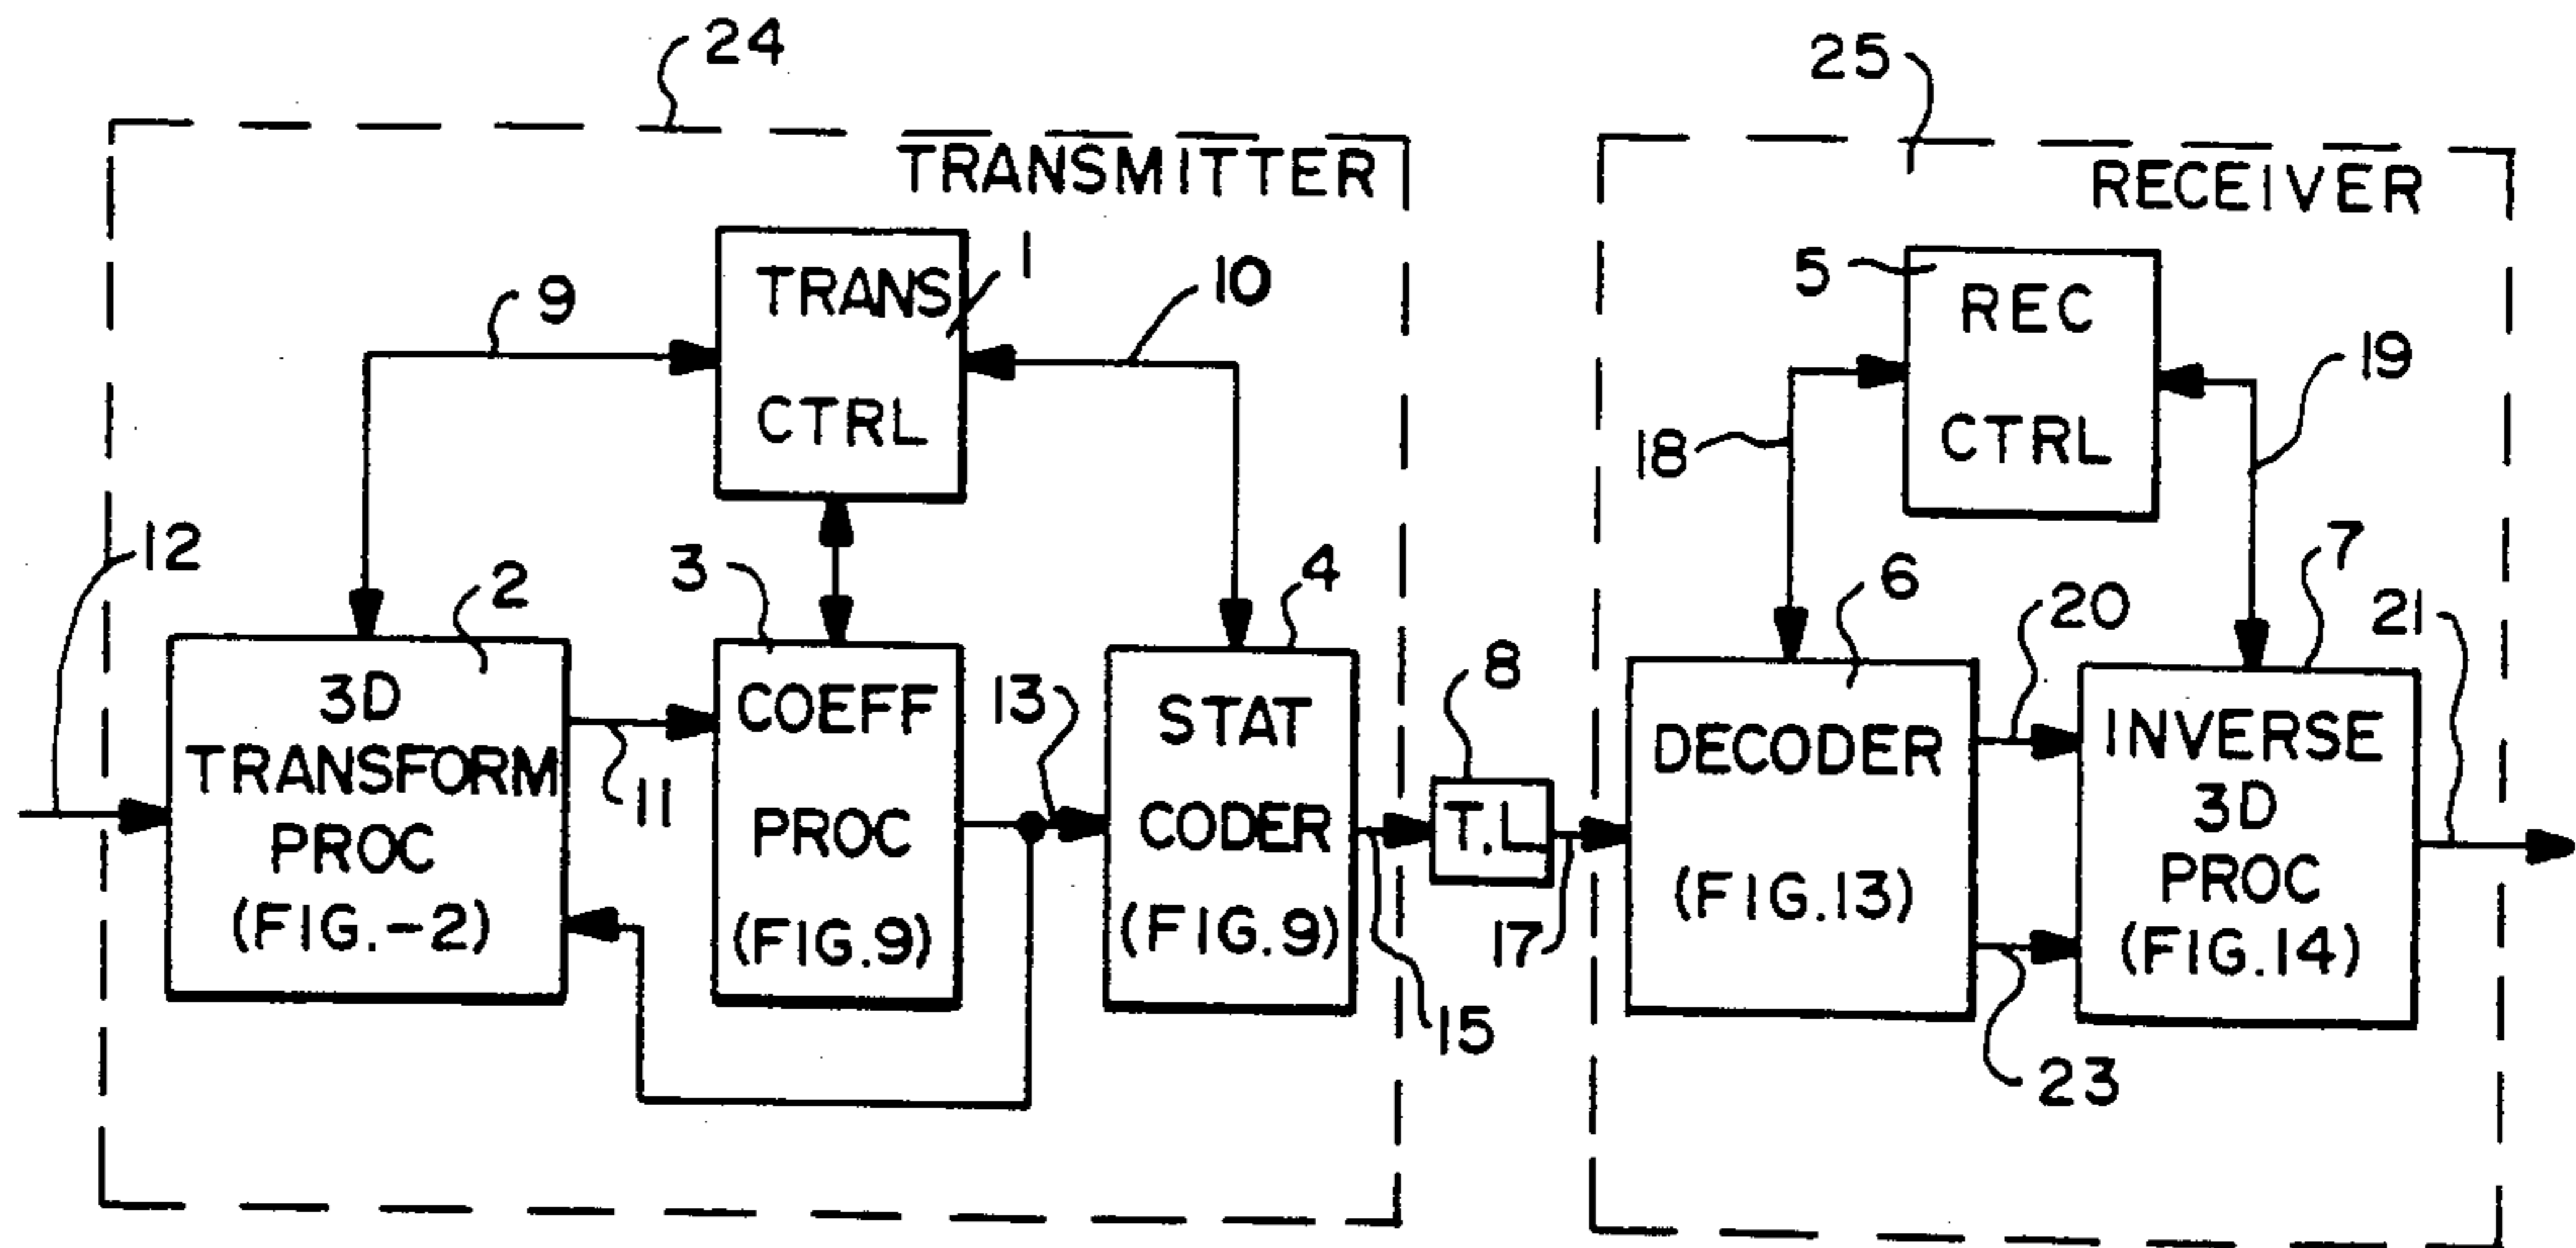 24
25
TRANSMITTER
RECEIVER
9
TRANS
CTRL
1
10
5
REC
CTRL
18
19
12
2
3
4
8
6
20
7
21
3D
TRANSFORM
PROC
(FIG.-2)
11
COEFF
PROC
(FIG.9)
13
STAT
CODER
(FIG.9)
15
T.L
17
DECODER
(FIG.13)
23
INVERSE
3D
PROC
(FIG.14)